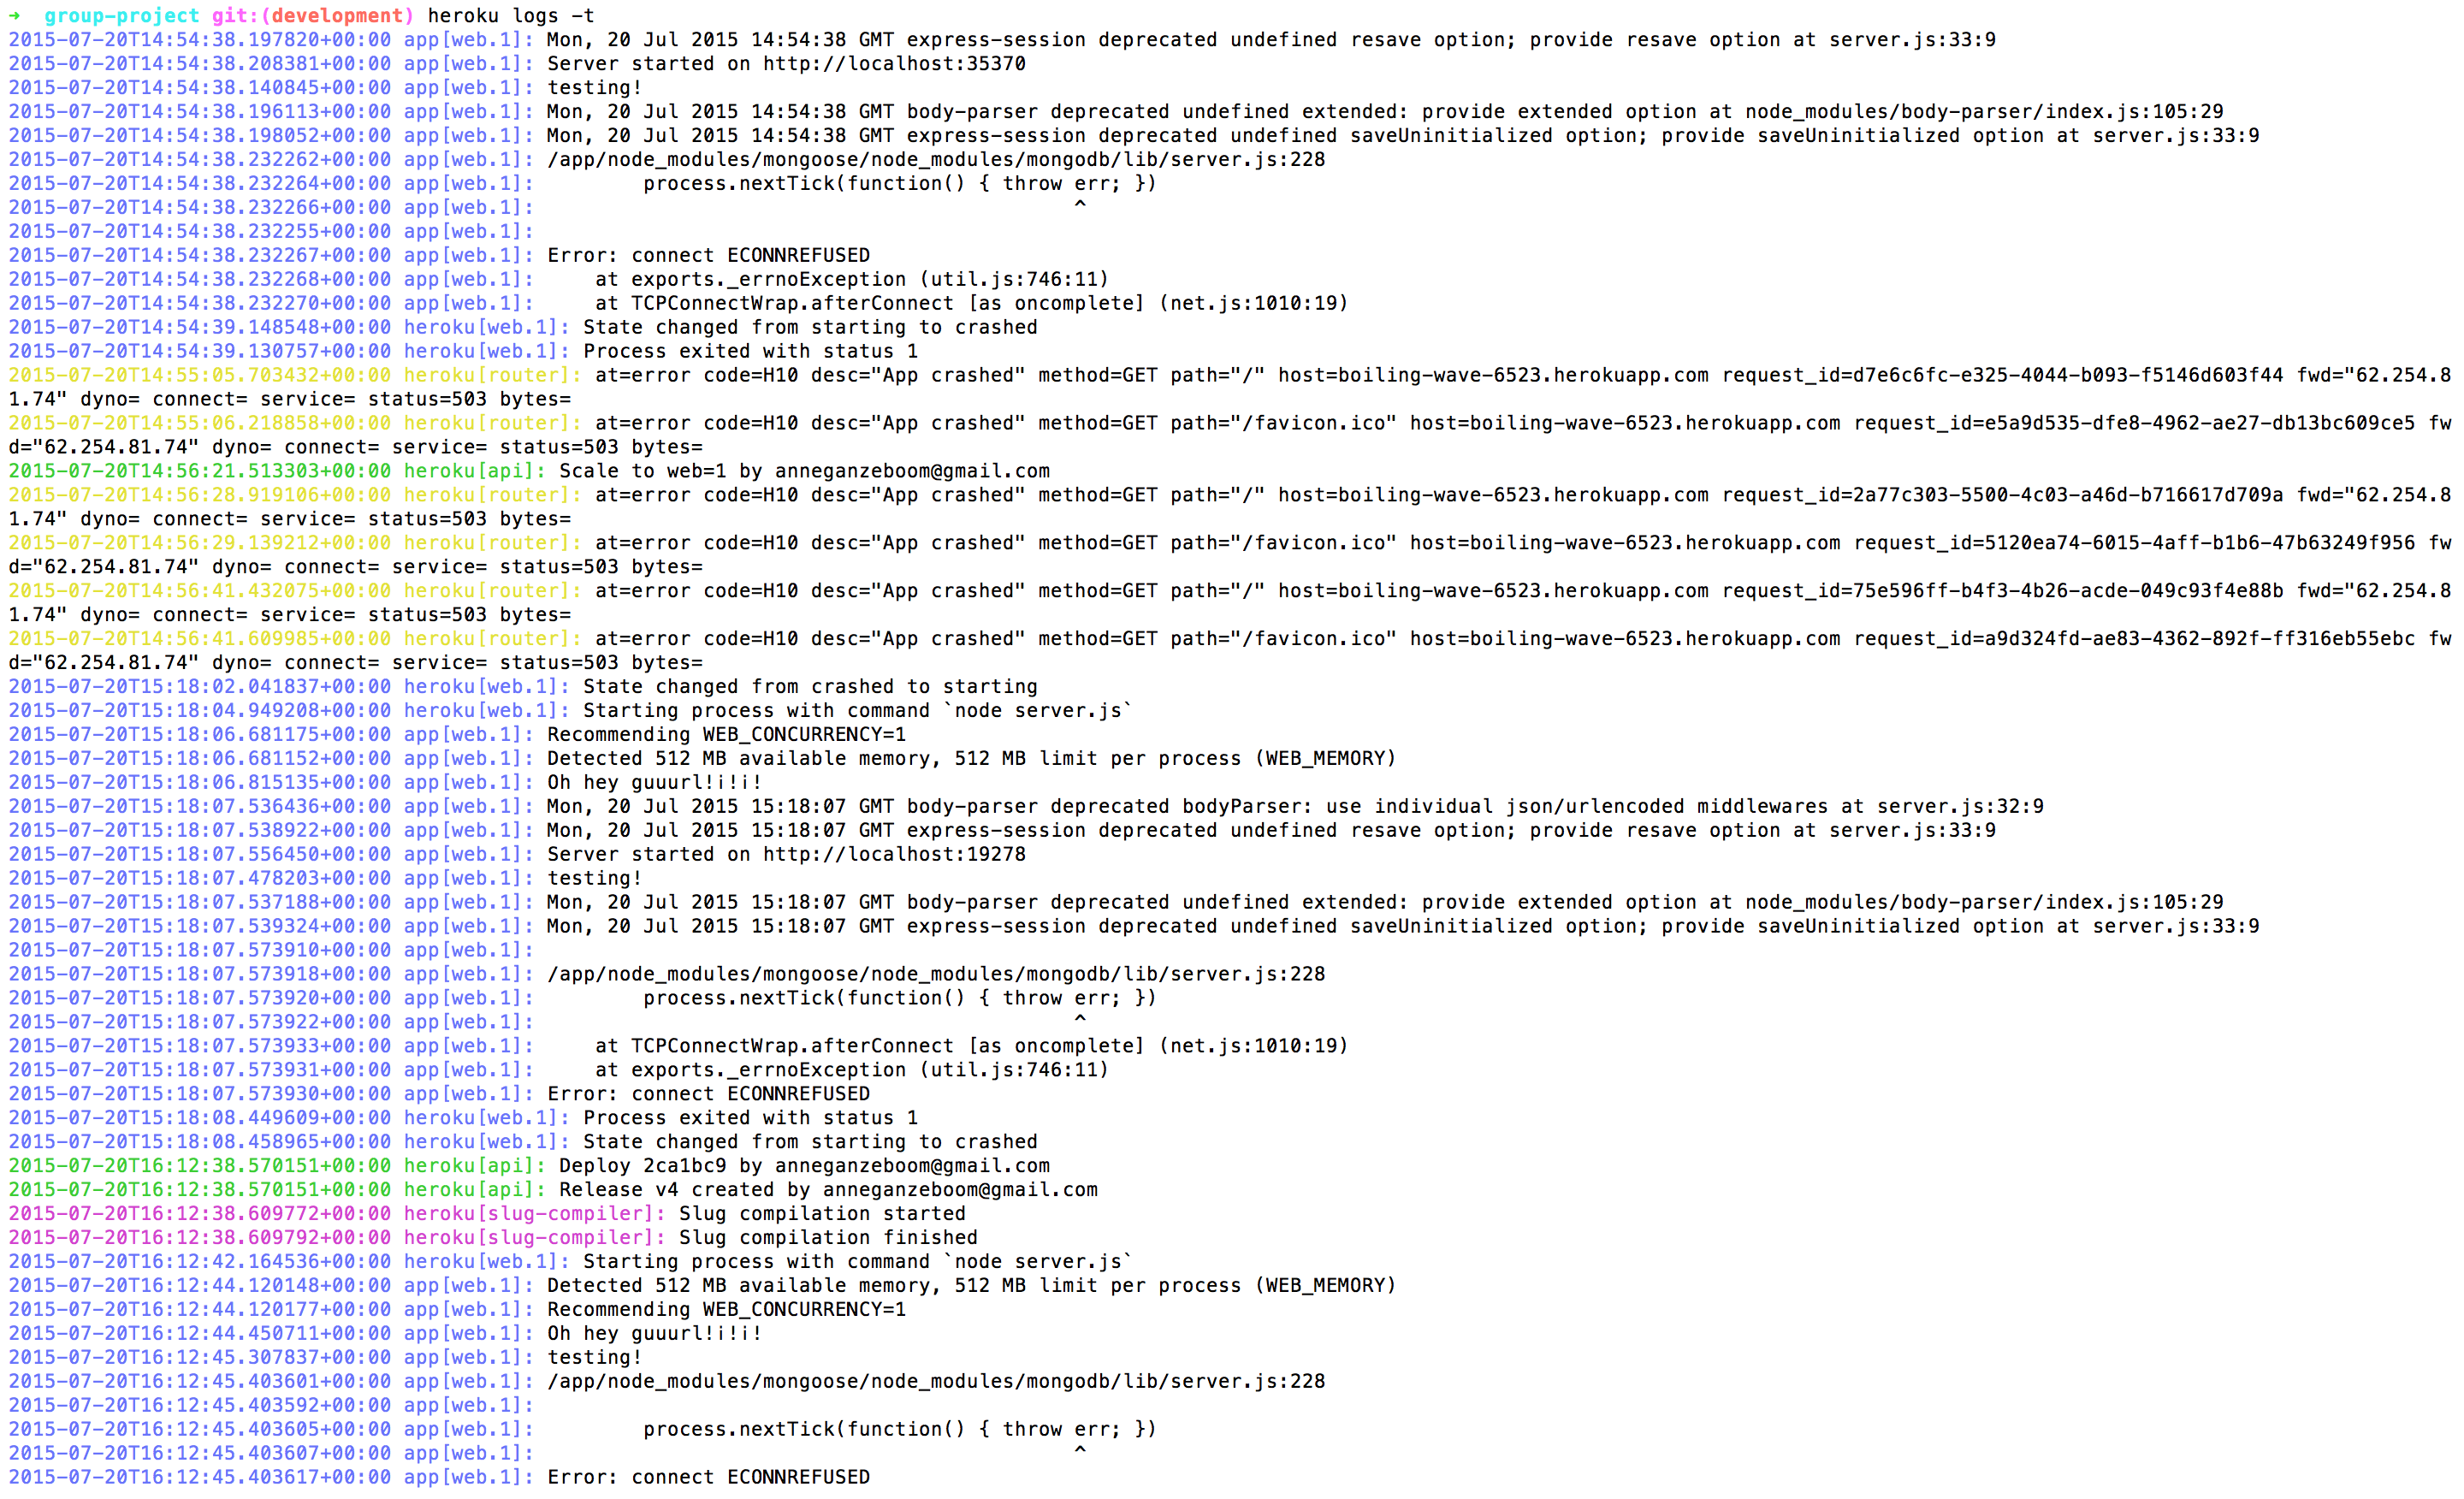 ➜  group-project git:(development) heroku logs -t
2015-07-20T14:54:38.197820+00:00 app[web.1]: Mon, 20 Jul 2015 14:54:38 GMT express-session deprecated undefined resave option; provide resave option at server.js:33:9
2015-07-20T14:54:38.208381+00:00 app[web.1]: Server started on http://localhost:35370
2015-07-20T14:54:38.140845+00:00 app[web.1]: testing!
2015-07-20T14:54:38.196113+00:00 app[web.1]: Mon, 20 Jul 2015 14:54:38 GMT body-parser deprecated undefined extended: provide extended option at node_modules/body-parser/index.js:105:29
2015-07-20T14:54:38.198052+00:00 app[web.1]: Mon, 20 Jul 2015 14:54:38 GMT express-session deprecated undefined saveUninitialized option; provide saveUninitialized option at server.js:33:9
2015-07-20T14:54:38.232262+00:00 app[web.1]: /app/node_modules/mongoose/node_modules/mongodb/lib/server.js:228
2015-07-20T14:54:38.232264+00:00 app[web.1]:         process.nextTick(function() { throw err; })
2015-07-20T14:54:38.232266+00:00 app[web.1]:                                             ^
2015-07-20T14:54:38.232255+00:00 app[web.1]:
2015-07-20T14:54:38.232267+00:00 app[web.1]: Error: connect ECONNREFUSED
2015-07-20T14:54:38.232268+00:00 app[web.1]:     at exports._errnoException (util.js:746:11)
2015-07-20T14:54:38.232270+00:00 app[web.1]:     at TCPConnectWrap.afterConnect [as oncomplete] (net.js:1010:19)
2015-07-20T14:54:39.148548+00:00 heroku[web.1]: State changed from starting to crashed
2015-07-20T14:54:39.130757+00:00 heroku[web.1]: Process exited with status 1
2015-07-20T14:55:05.703432+00:00 heroku[router]: at=error code=H10 desc="App crashed" method=GET path="/" host=boiling-wave-6523.herokuapp.com request_id=d7e6c6fc-e325-4044-b093-f5146d603f44 fwd="62.254.8
1.74" dyno= connect= service= status=503 bytes=
2015-07-20T14:55:06.218858+00:00 heroku[router]: at=error code=H10 desc="App crashed" method=GET path="/favicon.ico" host=boiling-wave-6523.herokuapp.com request_id=e5a9d535-dfe8-4962-ae27-db13bc609ce5 fw
d="62.254.81.74" dyno= connect= service= status=503 bytes=
2015-07-20T14:56:21.513303+00:00 heroku[api]: Scale to web=1 by anneganzeboom@gmail.com
2015-07-20T14:56:28.919106+00:00 heroku[router]: at=error code=H10 desc="App crashed" method=GET path="/" host=boiling-wave-6523.herokuapp.com request_id=2a77c303-5500-4c03-a46d-b716617d709a fwd="62.254.8
1.74" dyno= connect= service= status=503 bytes=
2015-07-20T14:56:29.139212+00:00 heroku[router]: at=error code=H10 desc="App crashed" method=GET path="/favicon.ico" host=boiling-wave-6523.herokuapp.com request_id=5120ea74-6015-4aff-b1b6-47b63249f956 fw
d="62.254.81.74" dyno= connect= service= status=503 bytes=
2015-07-20T14:56:41.432075+00:00 heroku[router]: at=error code=H10 desc="App crashed" method=GET path="/" host=boiling-wave-6523.herokuapp.com request_id=75e596ff-b4f3-4b26-acde-049c93f4e88b fwd="62.254.8
1.74" dyno= connect= service= status=503 bytes=
2015-07-20T14:56:41.609985+00:00 heroku[router]: at=error code=H10 desc="App crashed" method=GET path="/favicon.ico" host=boiling-wave-6523.herokuapp.com request_id=a9d324fd-ae83-4362-892f-ff316eb55ebc fw
d="62.254.81.74" dyno= connect= service= status=503 bytes=
2015-07-20T15:18:02.041837+00:00 heroku[web.1]: State changed from crashed to starting
2015-07-20T15:18:04.949208+00:00 heroku[web.1]: Starting process with command `node server.js`
2015-07-20T15:18:06.681175+00:00 app[web.1]: Recommending WEB_CONCURRENCY=1
2015-07-20T15:18:06.681152+00:00 app[web.1]: Detected 512 MB available memory, 512 MB limit per process (WEB_MEMORY)
2015-07-20T15:18:06.815135+00:00 app[web.1]: Oh hey guuurl!¡!¡!
2015-07-20T15:18:07.536436+00:00 app[web.1]: Mon, 20 Jul 2015 15:18:07 GMT body-parser deprecated bodyParser: use individual json/urlencoded middlewares at server.js:32:9
2015-07-20T15:18:07.538922+00:00 app[web.1]: Mon, 20 Jul 2015 15:18:07 GMT express-session deprecated undefined resave option; provide resave option at server.js:33:9
2015-07-20T15:18:07.556450+00:00 app[web.1]: Server started on http://localhost:19278
2015-07-20T15:18:07.478203+00:00 app[web.1]: testing!
2015-07-20T15:18:07.537188+00:00 app[web.1]: Mon, 20 Jul 2015 15:18:07 GMT body-parser deprecated undefined extended: provide extended option at node_modules/body-parser/index.js:105:29
2015-07-20T15:18:07.539324+00:00 app[web.1]: Mon, 20 Jul 2015 15:18:07 GMT express-session deprecated undefined saveUninitialized option; provide saveUninitialized option at server.js:33:9
2015-07-20T15:18:07.573910+00:00 app[web.1]:
2015-07-20T15:18:07.573918+00:00 app[web.1]: /app/node_modules/mongoose/node_modules/mongodb/lib/server.js:228
2015-07-20T15:18:07.573920+00:00 app[web.1]:         process.nextTick(function() { throw err; })
2015-07-20T15:18:07.573922+00:00 app[web.1]:                                             ^
2015-07-20T15:18:07.573933+00:00 app[web.1]:     at TCPConnectWrap.afterConnect [as oncomplete] (net.js:1010:19)
2015-07-20T15:18:07.573931+00:00 app[web.1]:     at exports._errnoException (util.js:746:11)
2015-07-20T15:18:07.573930+00:00 app[web.1]: Error: connect ECONNREFUSED
2015-07-20T15:18:08.449609+00:00 heroku[web.1]: Process exited with status 1
2015-07-20T15:18:08.458965+00:00 heroku[web.1]: State changed from starting to crashed
2015-07-20T16:12:38.570151+00:00 heroku[api]: Deploy 2ca1bc9 by anneganzeboom@gmail.com
2015-07-20T16:12:38.570151+00:00 heroku[api]: Release v4 created by anneganzeboom@gmail.com
2015-07-20T16:12:38.609772+00:00 heroku[slug-compiler]: Slug compilation started
2015-07-20T16:12:38.609792+00:00 heroku[slug-compiler]: Slug compilation finished
2015-07-20T16:12:42.164536+00:00 heroku[web.1]: Starting process with command `node server.js`
2015-07-20T16:12:44.120148+00:00 app[web.1]: Detected 512 MB available memory, 512 MB limit per process (WEB_MEMORY)
2015-07-20T16:12:44.120177+00:00 app[web.1]: Recommending WEB_CONCURRENCY=1
2015-07-20T16:12:44.450711+00:00 app[web.1]: Oh hey guuurl!¡!¡!
2015-07-20T16:12:45.307837+00:00 app[web.1]: testing!
2015-07-20T16:12:45.403601+00:00 app[web.1]: /app/node_modules/mongoose/node_modules/mongodb/lib/server.js:228
2015-07-20T16:12:45.403592+00:00 app[web.1]:
2015-07-20T16:12:45.403605+00:00 app[web.1]:         process.nextTick(function() { throw err; })
2015-07-20T16:12:45.403607+00:00 app[web.1]:                                             ^
2015-07-20T16:12:45.403617+00:00 app[web.1]: Error: connect ECONNREFUSED